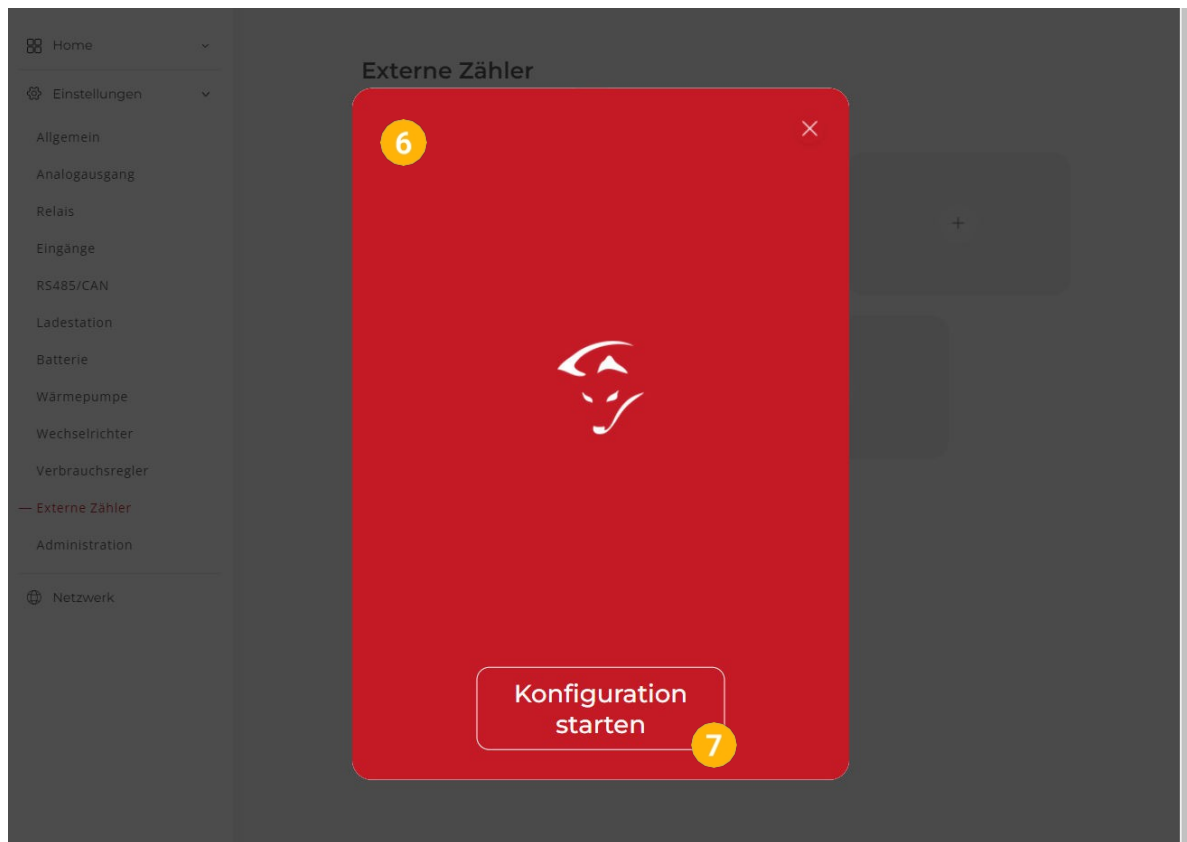 Home
Einstellungen
Allgemein
Analogausgang
Relais
Eingänge
RS485/CAN
Ladestation
Batterie
Wärmepumpe
Wechselrichter
Verbrauchsregler
Externe Zähler
Administration
Netzwerk
Externe Zähler
6
+
Konfiguration
starten
7